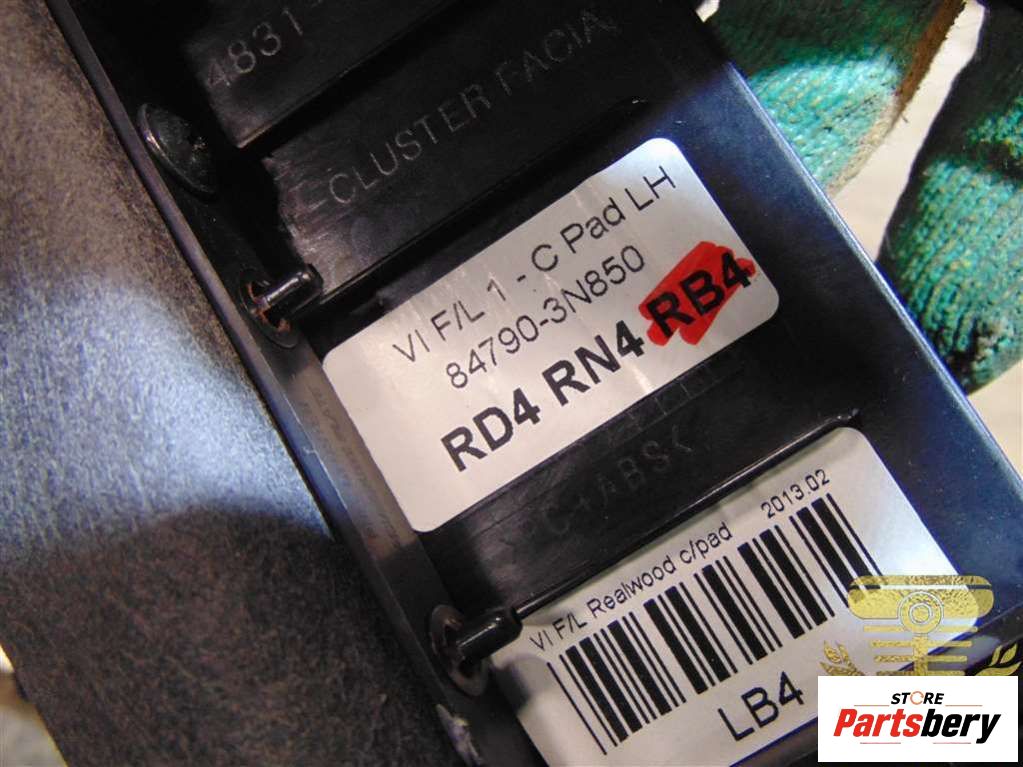 4831
CLUSTER FACIA
VI F/L 1 - C Pad LH
84790-3N850
RD4 RN4 RB4
VI F/L Realwood c/pad 2013.02
LB4
STORE
Partsbery